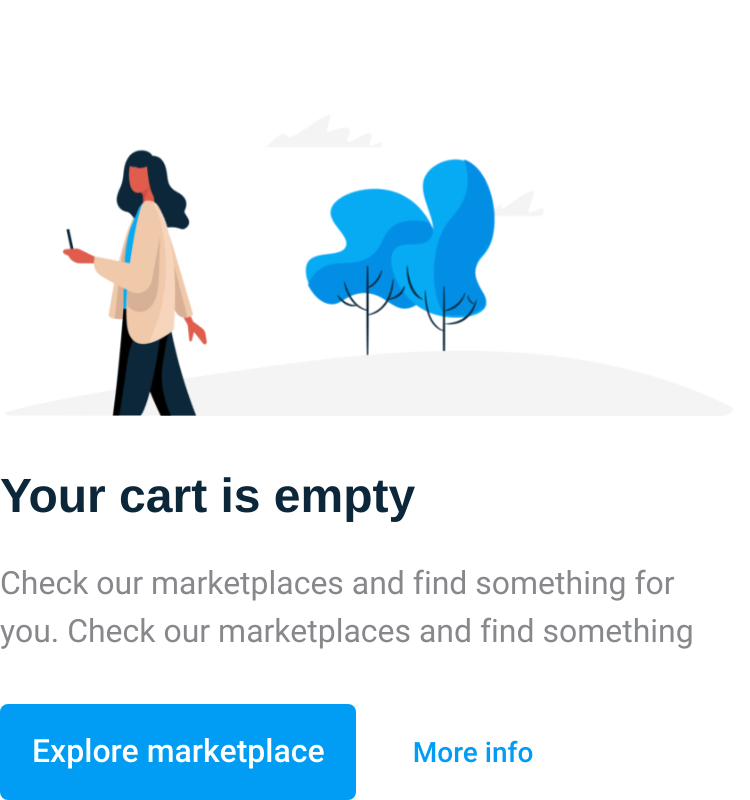 Your cart is empty
Check our marketplaces and find something for
you. Check our marketplaces and find something
Explore marketplace
More info